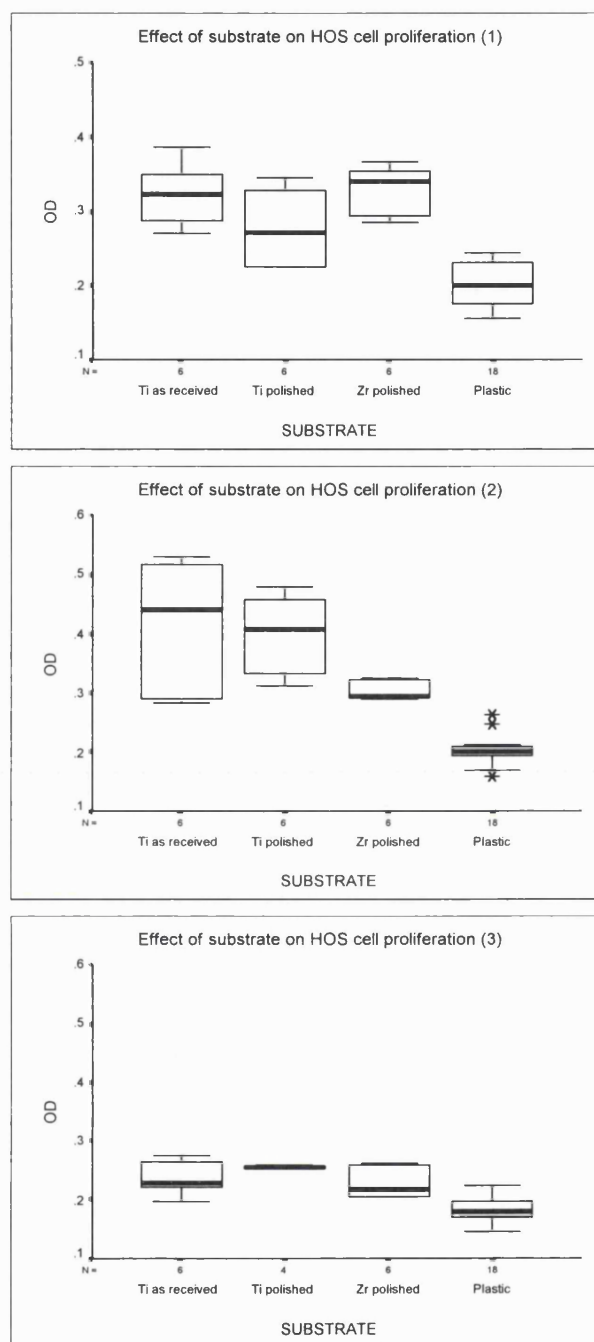 Effect of substrate on HOS cell proliferation (1)
.5
.4
.3
.2
.1
OD
N = 6 6 6 18
Ti as received Ti polished Zr polished Plastic
SUBSTRATE
Effect of substrate on HOS cell proliferation (2)
.6
.5
.4
.3
.2
.1
OD
N = 6 6 6 18
Ti as received Ti polished Zr polished Plastic
SUBSTRATE
Effect of substrate on HOS cell proliferation (3)
.6
.5
.4
.3
.2
.1
OD
N = 6 4 6 18
Ti as received Ti polished Zr polished Plastic
SUBSTRATE